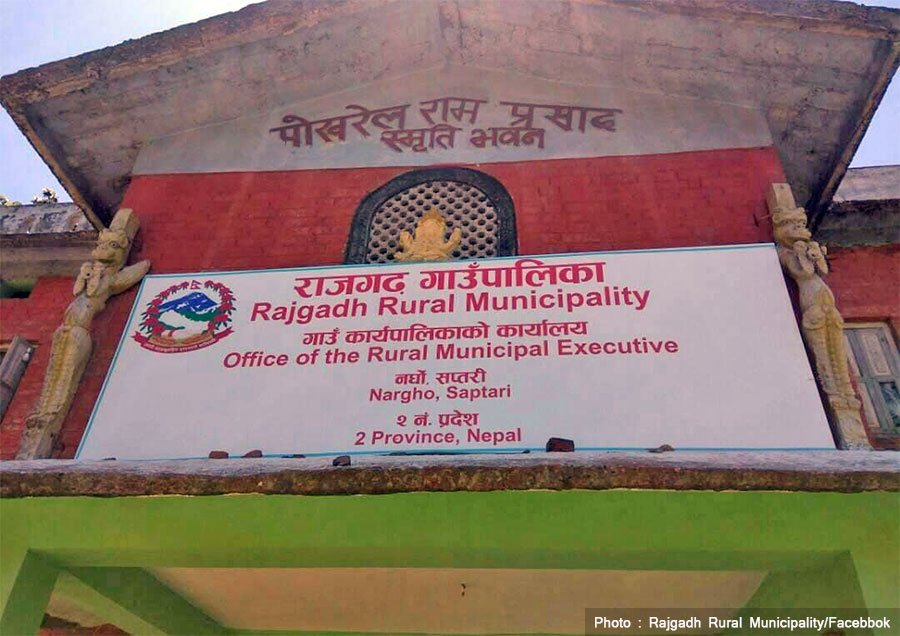 पोखरेल राम प्रसाद
स्मृति भवन
राजगढ गाउँपालिका
Rajgadh Rural Municipality
गाउँ कार्यपालिकाको कार्यालय
Office of the Rural Municipal Executive
नर्घो, सप्तरी
Nargho, Saptari
२ नं. प्रदेश
2 Province, Nepal
Photo : Rajgadh Rural Municipality/Facebbok